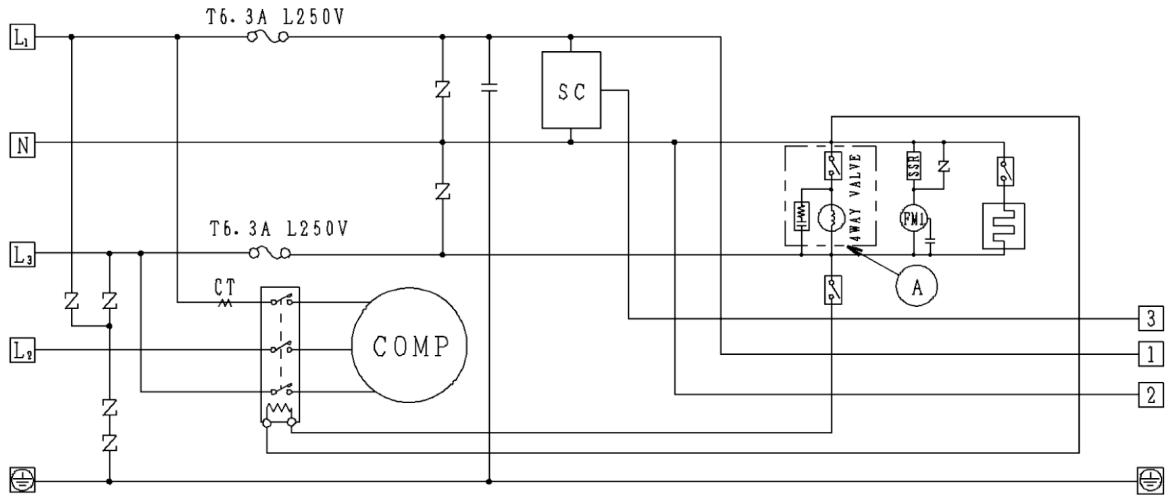 T6.3A L250V
L₁
SC
N
4WAY VALVE
SSR
FM1
T6.3A L250V
L₃
CT
A
3
L₂
COMP
1
2